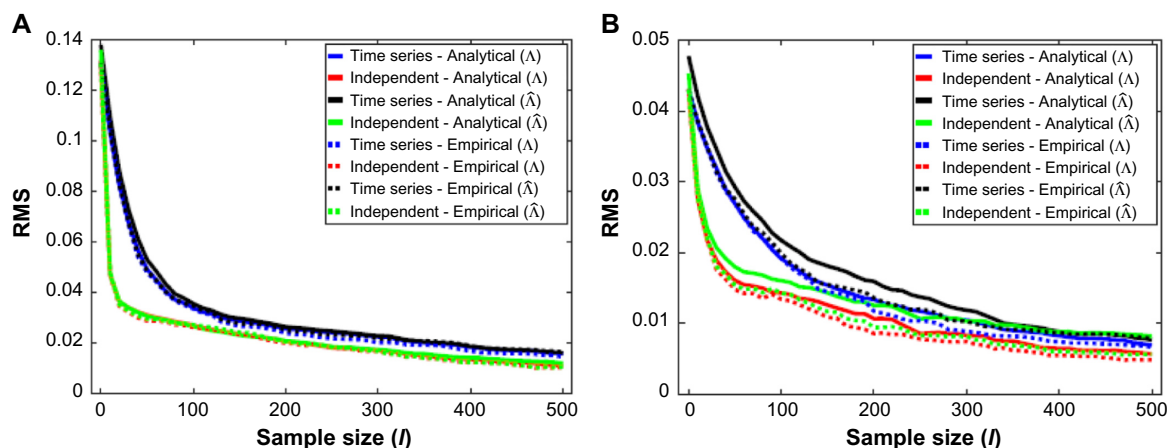 A
0.14
0.12
0.1
0.08
0.06
0.04
0.02
0
RMS
0
100
200
300
400
500
Sample size (l)
Time series - Analytical (Λ)
Independent - Analytical (Λ)
Time series - Analytical (Λ̂)
Independent - Analytical (Λ̂)
Time series - Empirical (Λ)
Independent - Empirical (Λ)
Time series - Empirical (Λ̂)
Independent - Empirical (Λ̂)
B
0.05
0.04
0.03
0.02
0.01
0
RMS
0
100
200
300
400
500
Sample size (l)
Time series - Analytical (Λ)
Independent - Analytical (Λ)
Time series - Analytical (Λ̂)
Independent - Analytical (Λ̂)
Time series - Empirical (Λ)
Independent - Empirical (Λ)
Time series - Empirical (Λ̂)
Independent - Empirical (Λ̂)